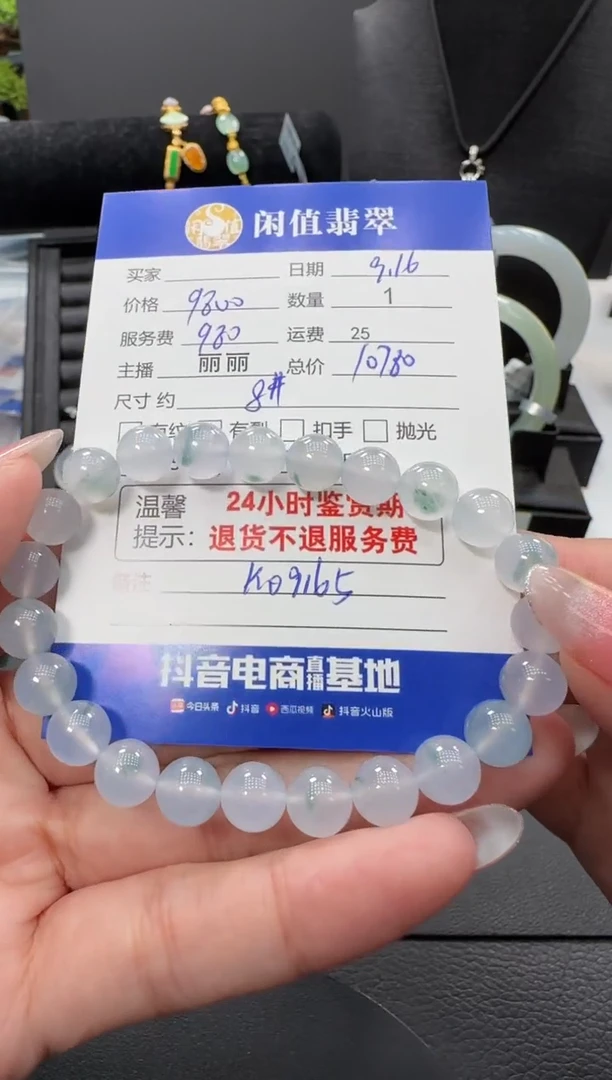 闲值翡翠
买家 日期 9.16
价格 9800 数量 1
服务费 980 运费 25
主播 丽丽 总价 10780
尺寸约 8#
扣手 抛光
温馨 24小时鉴赏期
提示: 退货不退服务费
K09165
抖音电商直播基地
今日头条 抖音 西瓜视频 抖音火山版